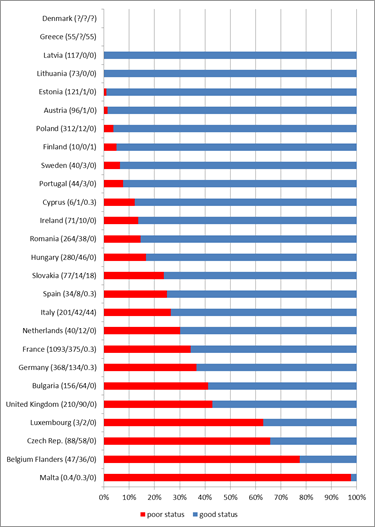 Denmark (?/?/?)
Greece (55/?/55)
Latvia (117/0/0)
Lithuania (73/0/0)
Estonia (121/1/0)
Austria (96/1/0)
Poland (312/12/0)
Finland (10/0/1)
Sweden (40/3/0)
Portugal (44/3/0)
Cyprus (6/1/0.3)
Ireland (71/10/0)
Romania (264/38/0)
Hungary (280/46/0)
Slovakia (77/14/18)
Spain (34/8/0.3)
Italy (201/42/44)
Netherlands (40/12/0)
France (1093/375/0.3)
Germany (368/134/0.3)
Bulgaria (156/64/0)
United Kingdom (210/90/0)
Luxembourg (3/2/0)
Czech Rep. (88/58/0)
Belgium Flanders (47/36/0)
Malta (0.4/0.3/0)
0% 10% 20% 30% 40% 50% 60% 70% 80% 90% 100%
poor status good status